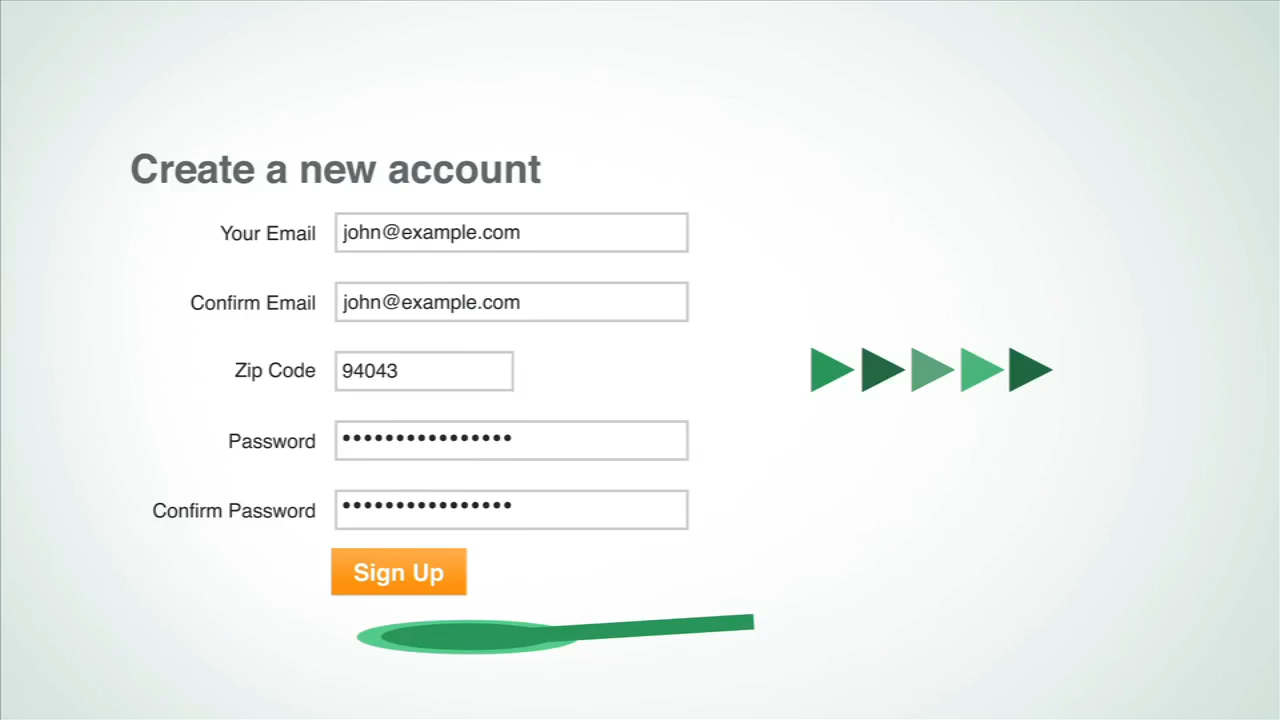 Create a new account
Your Email john@example.com
Confirm Email john@example.com
Zip Code 94043
Password ••••••••••••••••
Confirm Password ••••••••••••••••
Sign Up